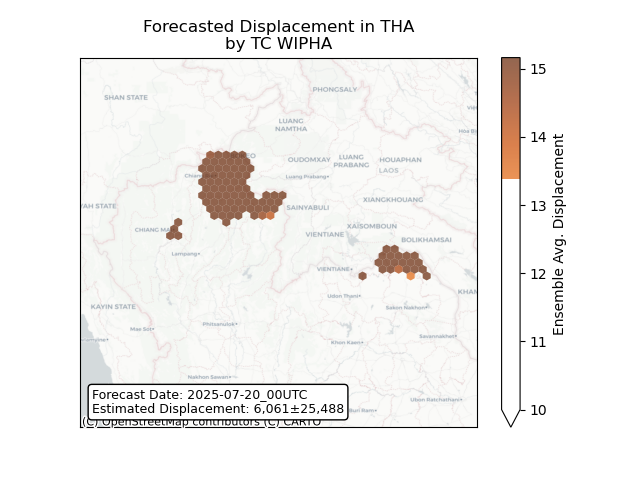 Forecasted Displacement in THA
by TC WIPHA
SHAN STATE
PHONGSALY
LUANG
NAMTHA
OUDOMXAY
LUANG
PRABANG
HOUAPHAN
LAOS
Luang Prabang
YAH STATE
SAINYABULI
XIANGKHOUANG
CHIANG MA
XAISOMBOUN
VIENTIANE
BOLIKHAMSAI
Lampang
VIENTIANE
Udon Thani
KHAM
KAYIN STATE
Sakon Nakhon
Mae Sot
Phitsanulok
Khon Kaen
Savannakhet
Nakhon Sawan
Ubon Ratchathani
Buri Ram
Forecast Date: 2025-07-20_00UTC
Estimated Displacement: 6,061±25,488
(C) OpenStreetMap contributors (C) CARTO
15
14
13
12
11
10
Ensemble Avg. Displacement